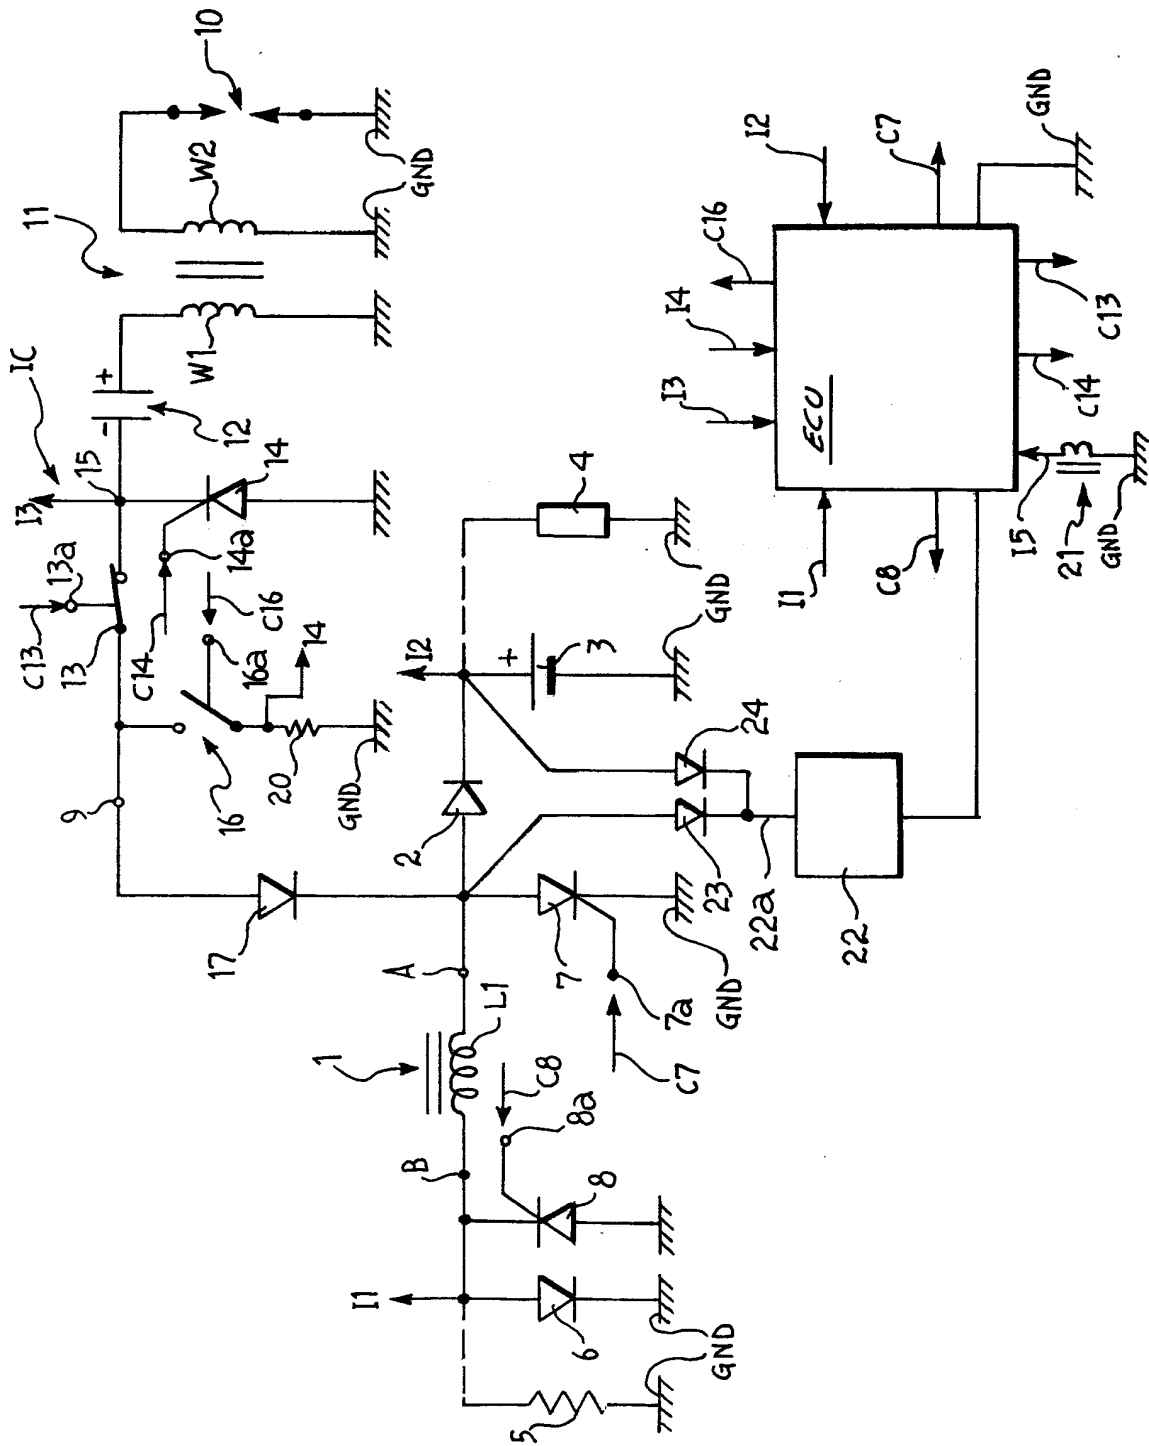 10
11
W2
GND
W1
IC
+
-
12
15
I3
14
13a
C13
13
14a
C14
C16
16a
14
16
20
GND
9
17
I2
+
3
4
GND
2
24
23
22a
22
A
7
7a
GND
C7
L1
1
C8
8a
B
8
I1
6
GND
5
I2
C7
GND
C16
I4
I3
ECU
C13
C14
I1
C8
I5
21
GND